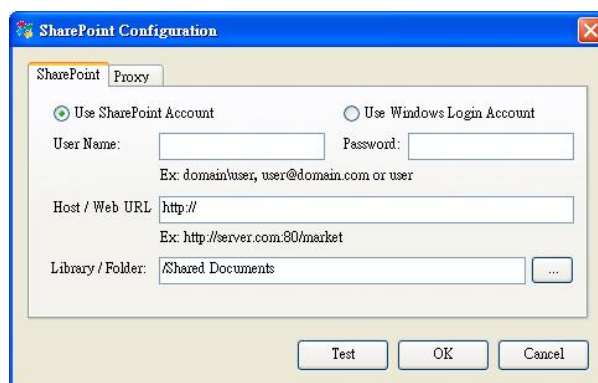 SharePoint Configuration
SharePoint Proxy
Use SharePoint Account Use Windows Login Account
User Name: Password:
Ex: domain\user, user@domain.com or user
Host / Web URL http://
Ex: http://server.com:80/market
Library / Folder: /Shared Documents ...
Test OK Cancel